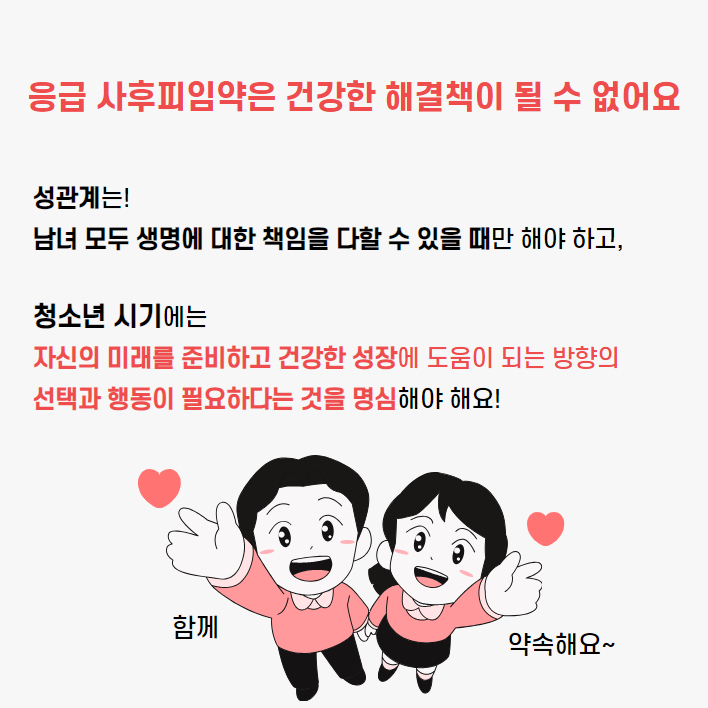 응급 사후피임약은 건강한 해결책이 될 수 없어요
성관계는!
남녀 모두 생명에 대한 책임을 다할 수 있을 때만 해야 하고,
청소년 시기에는
자신의 미래를 준비하고 건강한 성장에 도움이 되는 방향의
선택과 행동이 필요하다는 것을 명심해야 해요!
함께
약속해요~